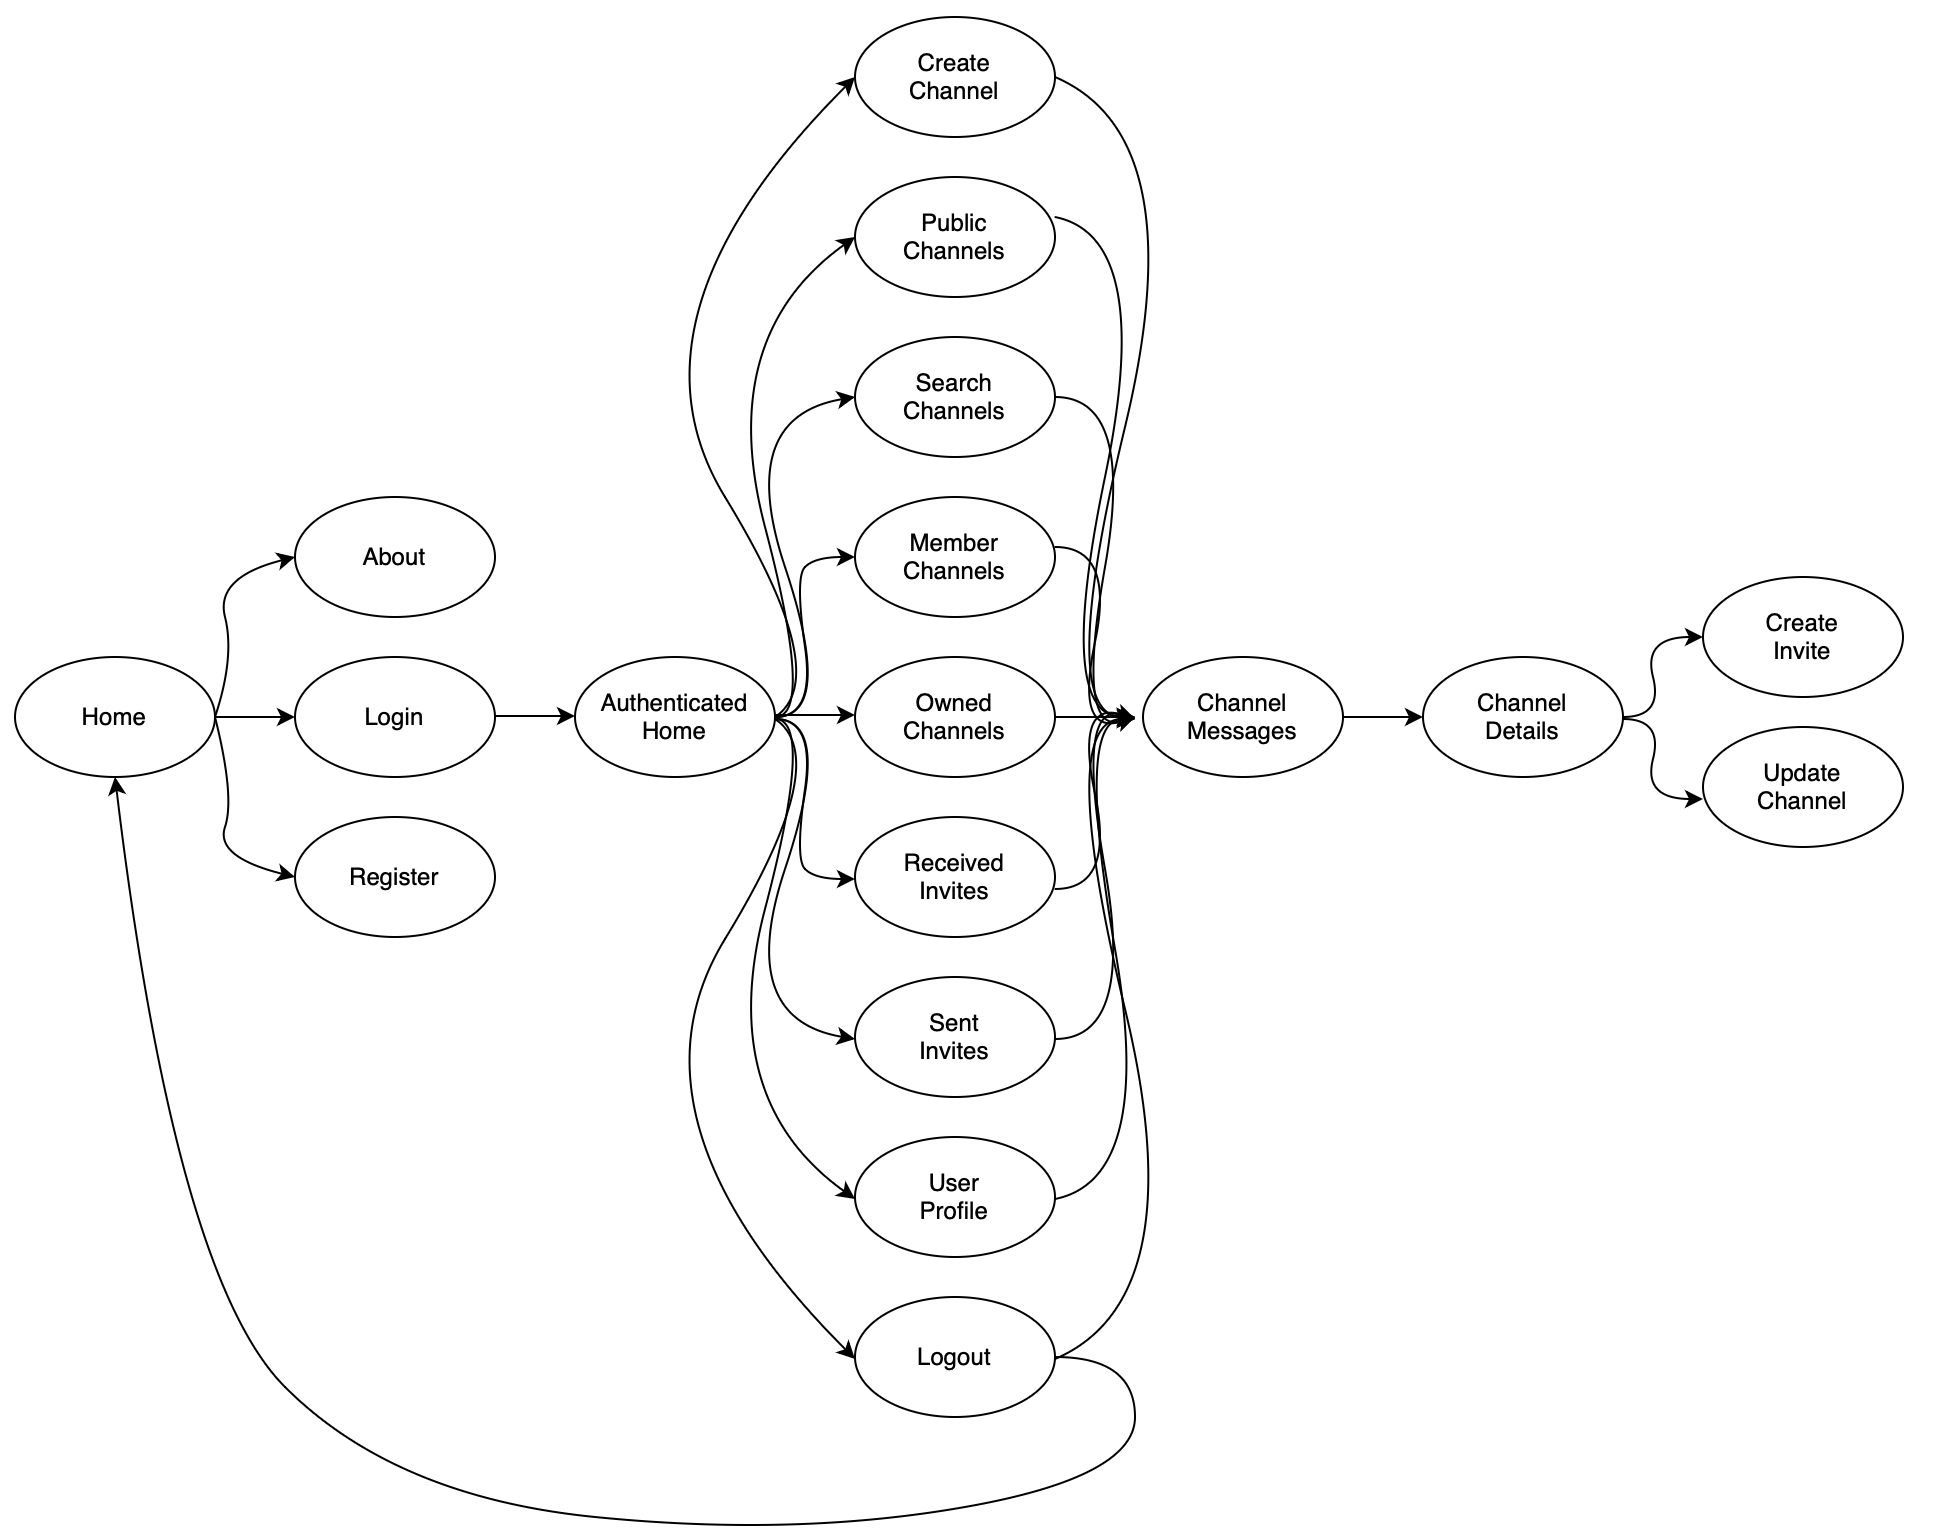 Home
About
Login
Register
Authenticated
Home
Create
Channel
Public
Channels
Search
Channels
Member
Channels
Owned
Channels
Received
Invites
Sent
Invites
User
Profile
Logout
Channel
Messages
Channel
Details
Create
Invite
Update
Channel